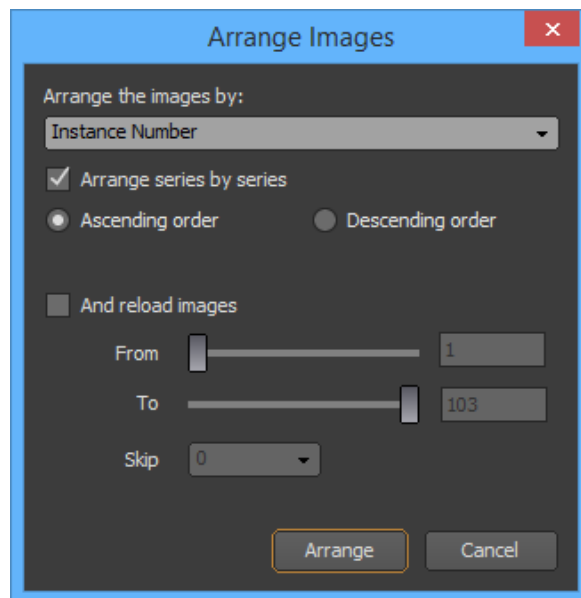 Arrange Images
Arrange the images by:
Instance Number
Arrange series by series
Ascending order Descending order
And reload images
From 1
To 103
Skip 0
Arrange Cancel